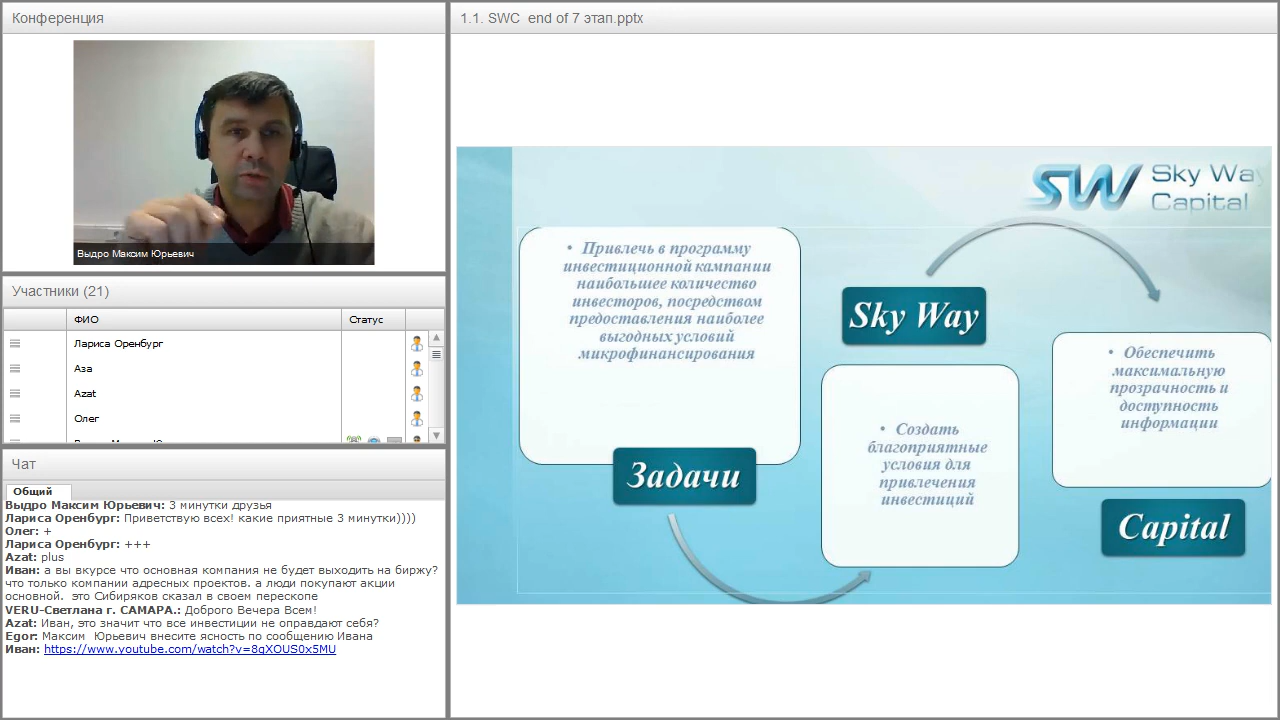 Конференция
Выдро Максим Юрьевич
Участники (21)
ФИО
Статус
Лариса Оренбург
Аза
Azat
Олег
Чат
Общий
Выдро Максим Юрьевич: 3 минутки друзья
Лариса Оренбург: Приветствую всех! какие приятные 3 минутки))))
Олег: +
Лариса Оренбург: +++
Azat: plus
Иван: а вы вкурсе что основная компания не будет выходить на биржу?
что только компании адресных проектов. а люди покупают акции
основной. это Сибиряков сказал в своем перескопе
VERU-Светлана г. САМАРА.: Доброго Вечера Всем!
Azat: Иван, это значит что все инвестиции не оправдают себя?
Egor: Максим Юрьевич внесите ясность по сообщению Ивана
Иван: https://www.youtube.com/watch?v=8qXOUS0x5MU
1.1. SWC end of 7 этап.pptx
SW Sky Way
Capital
• Привлечь в программу
инвестиционной кампании
наибольшее количество
инвесторов, посредством
предоставления наиболее
выгодных условий
микрофинансирования
Задачи
Sky Way
• Создать
благоприятные
условия для
привлечения
инвестиций
• Обеспечить
максимальную
прозрачность и
доступность
информации
Capital